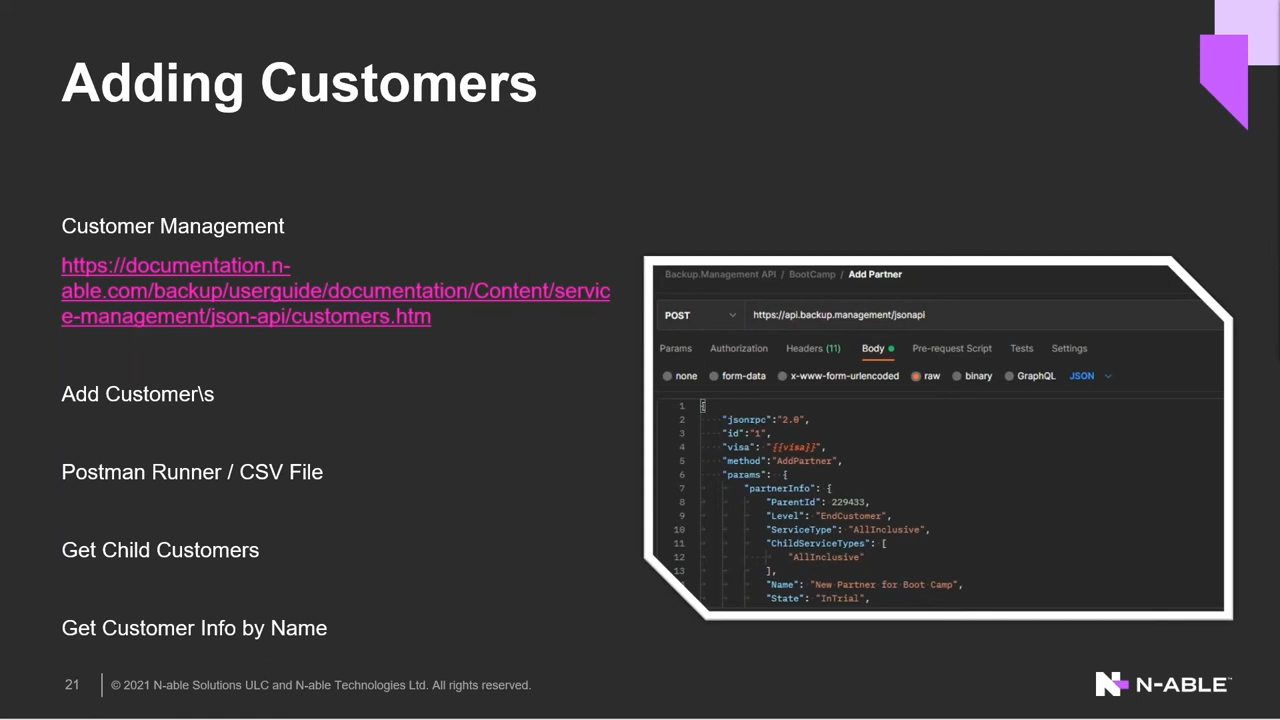 Adding Customers
Customer Management
https://documentation.n-
able.com/backup/userguide/documentation/Content/servic
e-management/json-api/customers.htm
Add Customer\s
Postman Runner / CSV File
Get Child Customers
Get Customer Info by Name
Backup.Management API / BootCamp / Add Partner
POST https://api.backup.management/jsonapi
Params Authorization Headers (11) Body Pre-request Script Tests Settings
none form-data x-www-form-urlencoded raw binary GraphQL JSON
1 {
2 "jsonrpc":"2.0",
3 "id":"1",
4 "visa": "{{visa}}",
5 "method":"AddPartner",
6 "params": {
7 "partnerInfo": {
8 "ParentId": 229433,
9 "Level": "EndCustomer",
10 "ServiceType": "AllInclusive",
11 "ChildServiceTypes": [
12 "AllInclusive"
13 ],
"Name": "New Partner for Boot Camp",
"State": "InTrial",
21 © 2021 N-able Solutions ULC and N-able Technologies Ltd. All rights reserved.
N-ABLE™